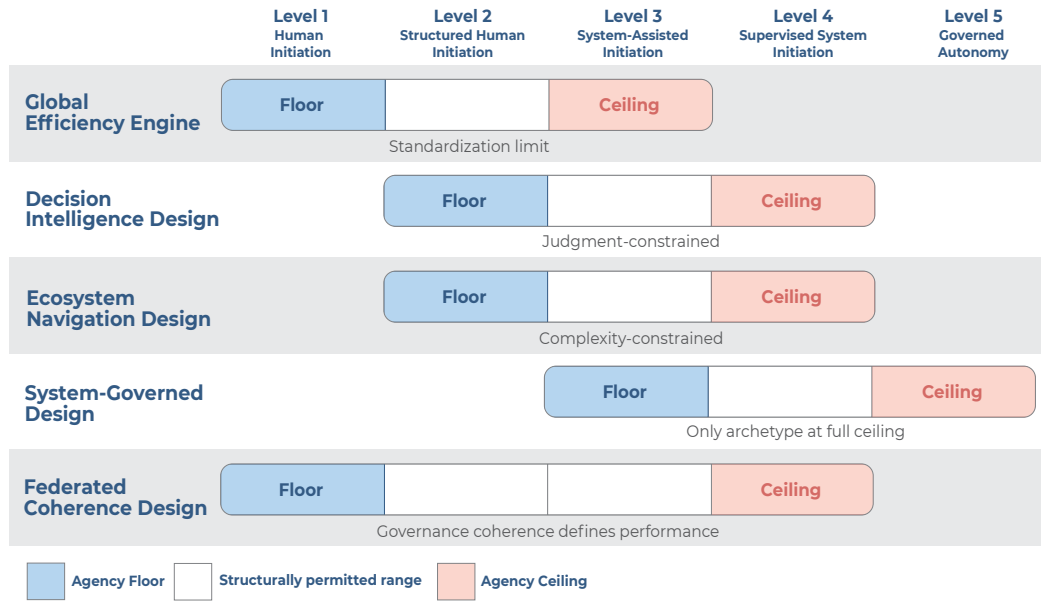 Level 1
Human
Initiation
Level 2
Structured Human
Initiation
Level 3
System-Assisted
Initiation
Level 4
Supervised System
Initiation
Level 5
Governed
Autonomy
Global
Efficiency Engine
Floor
Ceiling
Standardization limit
Decision
Intelligence Design
Floor
Ceiling
Judgment-constrained
Ecosystem
Navigation Design
Floor
Ceiling
Complexity-constrained
System-Governed
Design
Floor
Ceiling
Only archetype at full ceiling
Federated
Coherence Design
Floor
Ceiling
Governance coherence defines performance
Agency Floor
Structurally permitted range
Agency Ceiling